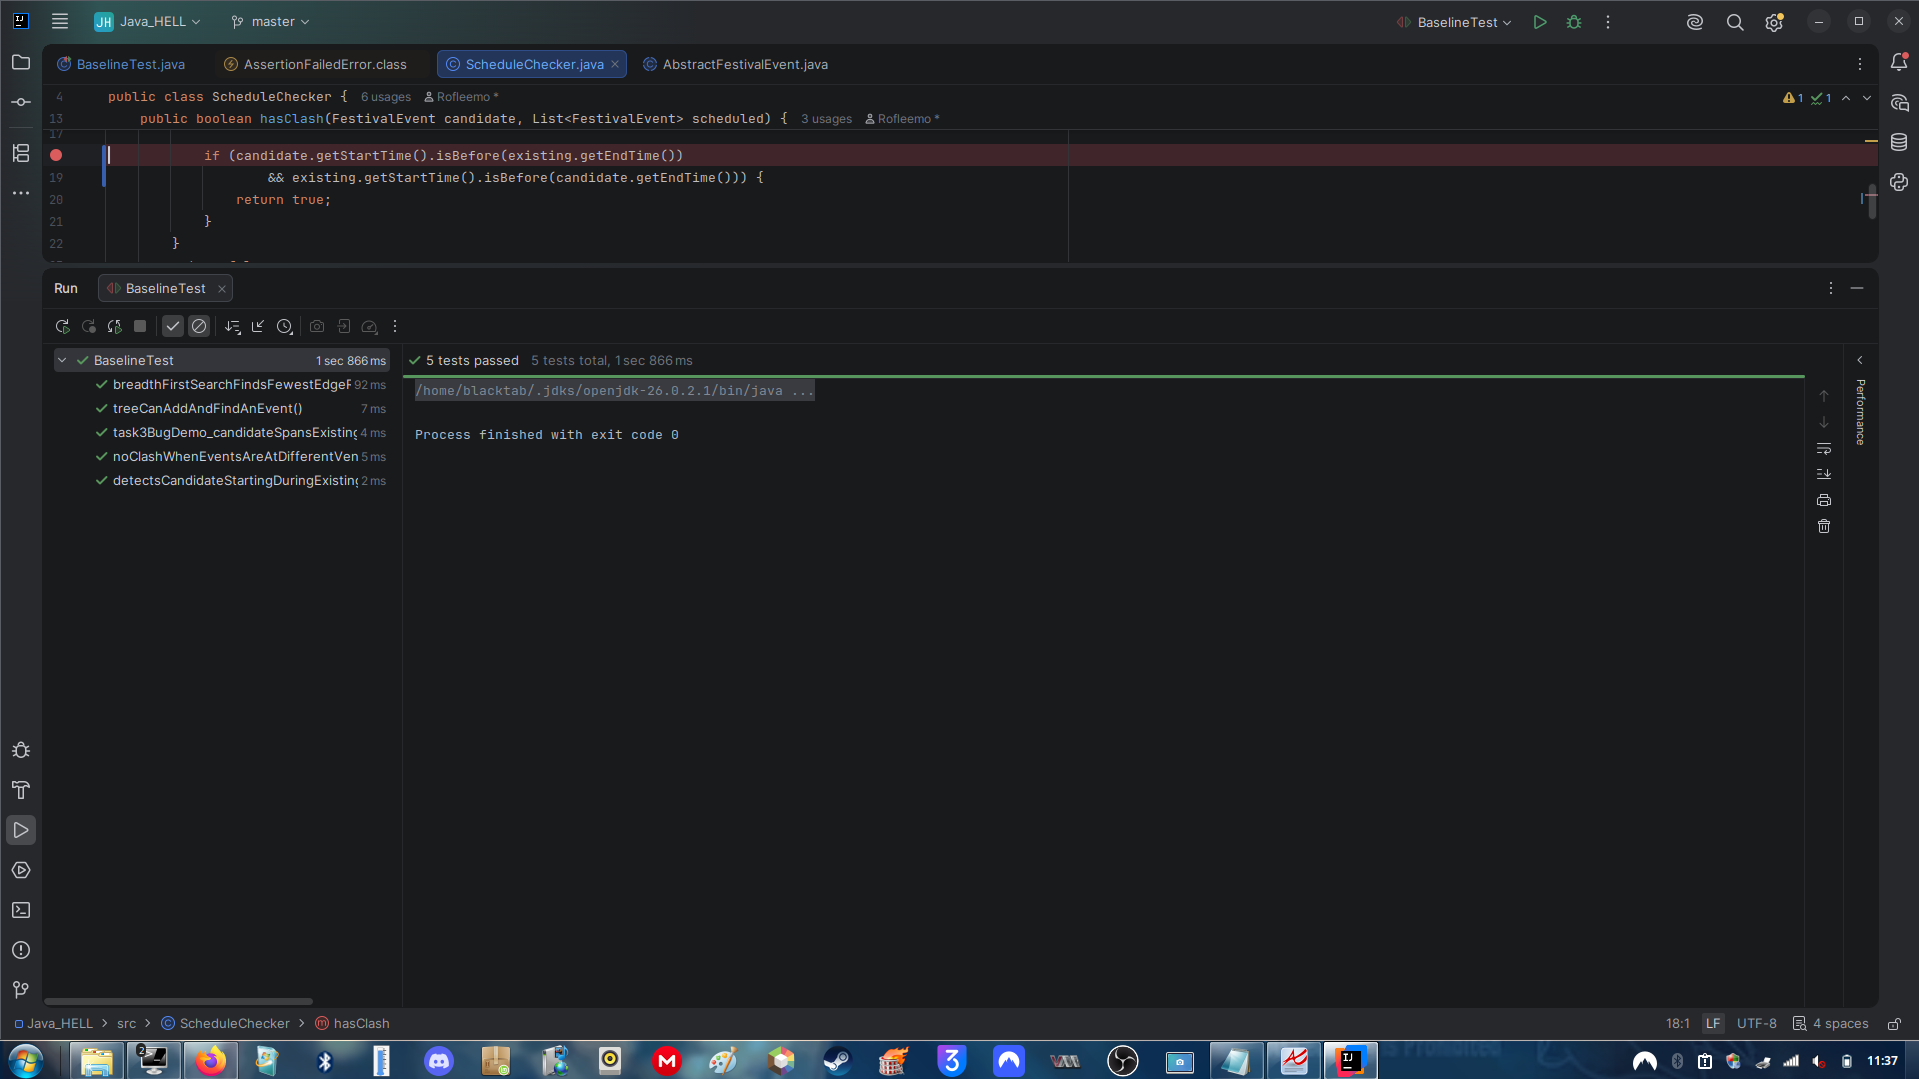 JH Java_HELL
master
BaselineTest
BaselineTest.java
AssertionFailedError.class
ScheduleChecker.java
AbstractFestivalEvent.java
4 public class ScheduleChecker { 6 usages Rofleemo *
1 1
13 public boolean hasClash(FestivalEvent candidate, List<FestivalEvent> scheduled) { 3 usages Rofleemo *
17
if (candidate.getStartTime().isBefore(existing.getEndTime())
19 && existing.getStartTime().isBefore(candidate.getEndTime())) {
20 return true;
21 }
22 }
Run BaselineTest
BaselineTest 1 sec 866 ms
breadthFirstSearchFindsFewestEdgeF 92 ms
treeCanAddAndFindAnEvent() 7 ms
task3BugDemo_candidateSpansExisting 4 ms
noClashWhenEventsAreAtDifferentVen 5 ms
detectsCandidateStartingDuringExisting 2 ms
5 tests passed 5 tests total, 1 sec 866 ms
/home/blacktab/.jdks/openjdk-26.0.2.1/bin/java ...
Process finished with exit code 0
Performance
Java_HELL > src > ScheduleChecker > hasClash
18:1 LF UTF-8 4 spaces
11:37